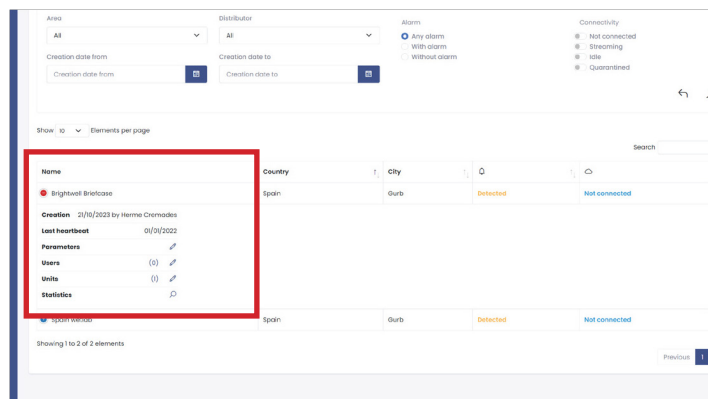 Area Distributor Alarm Connectivity
All All Any alarm Not connected
With alarm Streaming
Creation date from Creation date to Without alarm Idle
Quarantined
Creation date from Creation date to
Show 10 Elements per page
Search
Name Country City
Brightwell Briefcase Spain Gurb Detected Not connected
Creation 21/10/2023 by Herme Cremades
Last heartbeat 01/01/2022
Parameters
Users (0)
Units (1)
Statistics
Spain wetlab Spain Gurb Detected Not connected
Showing 1 to 2 of 2 elements
Previous 1